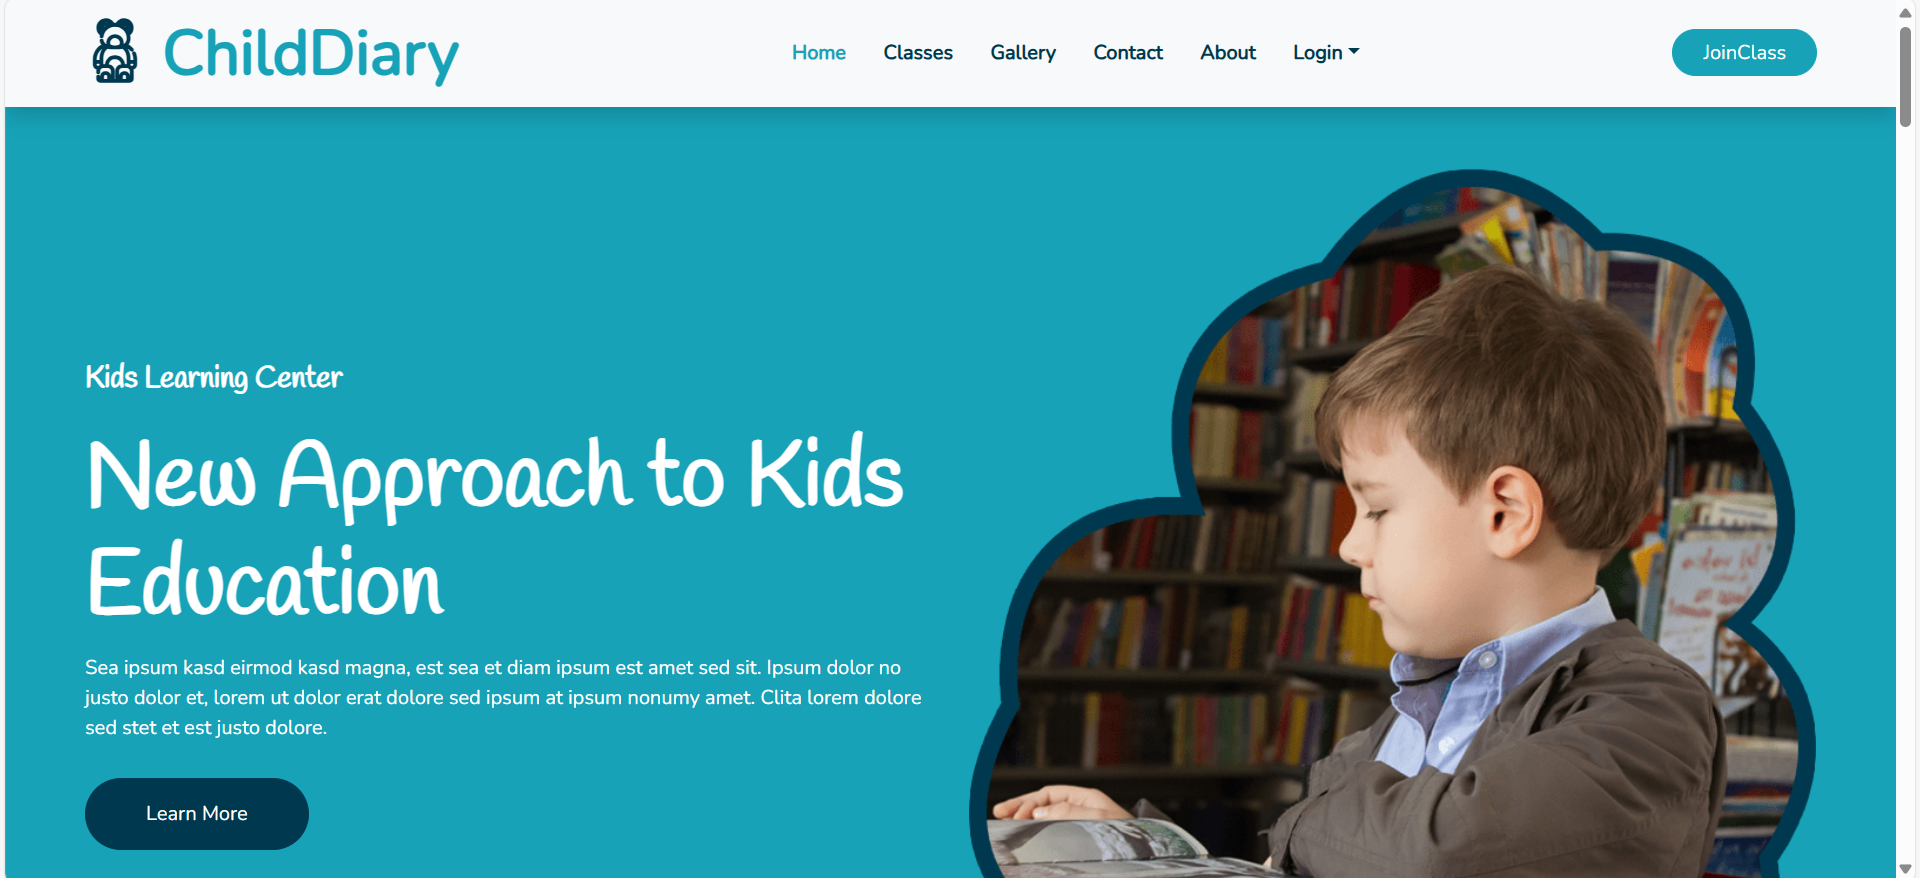 ChildDiary
Home Classes Gallery Contact About Login
JoinClass
Kids Learning Center
New Approach to Kids
Education
Sea ipsum kasd eirmod kasd magna, est sea et diam ipsum est amet sed sit. Ipsum dolor no
justo dolor et, lorem ut dolor erat dolore sed ipsum at ipsum nonumy amet. Clita lorem dolore
sed stet et est justo dolore.
Learn More